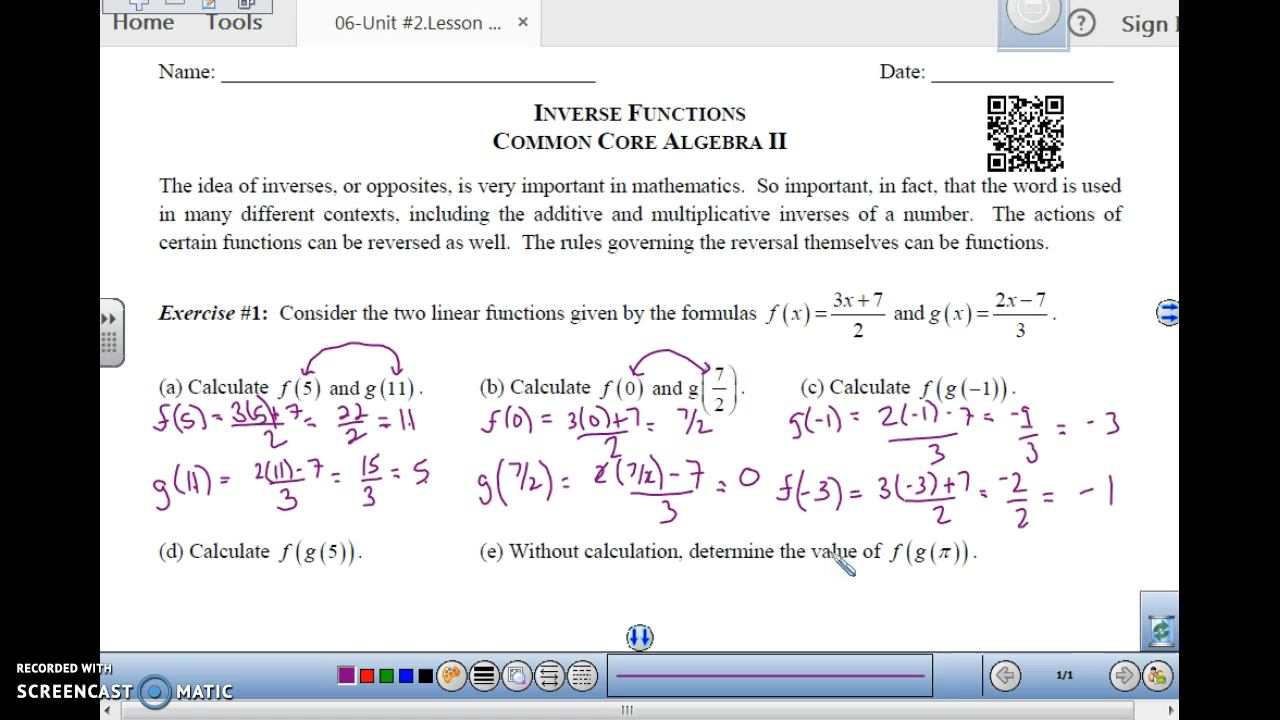 Home Tools 06-Unit #2.Lesson ... × ? Sign I
Name: Date:
INVERSE FUNCTIONS
COMMON CORE ALGEBRA II
The idea of inverses, or opposites, is very important in mathematics. So important, in fact, that the word is used
in many different contexts, including the additive and multiplicative inverses of a number. The actions of
certain functions can be reversed as well. The rules governing the reversal themselves can be functions.
Exercise #1: Consider the two linear functions given by the formulas f(x)=(3x+7)/2 and g(x)=(2x−7)/3.
(a) Calculate f(5) and g(11). (b) Calculate f(0) and g(7/2). (c) Calculate f(g(−1)).
f(5) = 3(5)+7/2 = 22/2 = 11 f(0) = 3(0)+7/2 = 7/2 g(-1) = 2(-1)-7/3 = -9/3 = -3
g(11) = 2(11)-7/3 = 15/3 = 5 g(7/2) = 2(7/2)-7/3 = 0 f(-3) = 3(-3)+7/2 = -2/2 = -1
(d) Calculate f(g(5)). (e) Without calculation, determine the value of f(g(π)).
1/1
RECORDED WITH
SCREENCAST MATIC